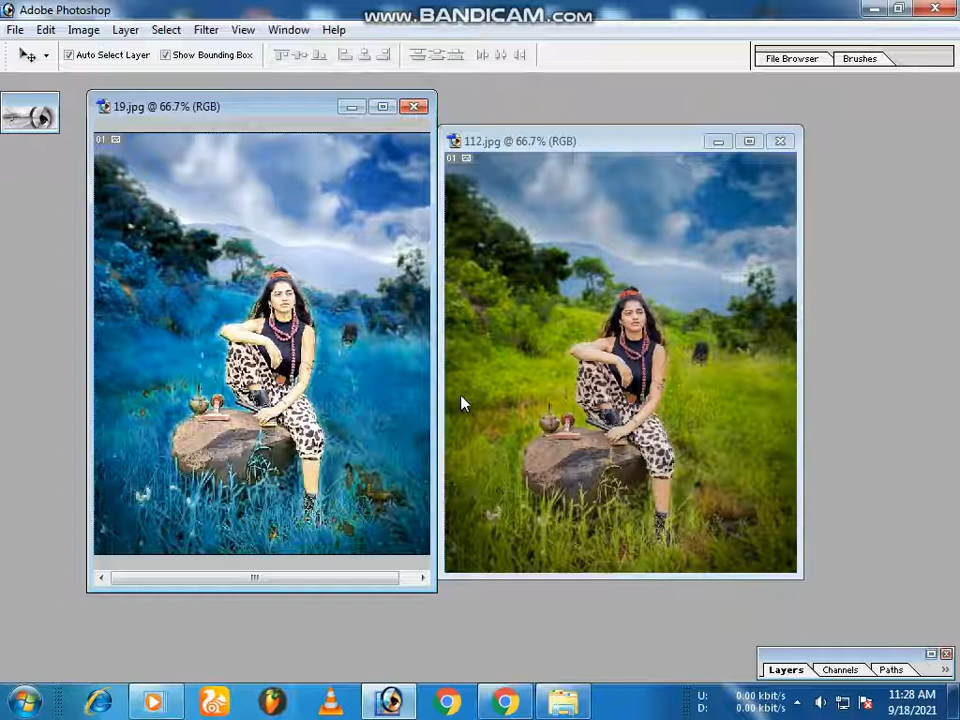 Adobe Photoshop
www.BANDICAM.com
File Edit Image Layer Select Filter View Window Help
Auto Select Layer Show Bounding Box
File Browser Brushes
19.jpg @ 66.7% (RGB)
01
112.jpg @ 66.7% (RGB)
01
Layers Channels Paths »
U: 0.00 kbit/s
D: 0.00 kbit/s
11:28 AM
9/18/2021